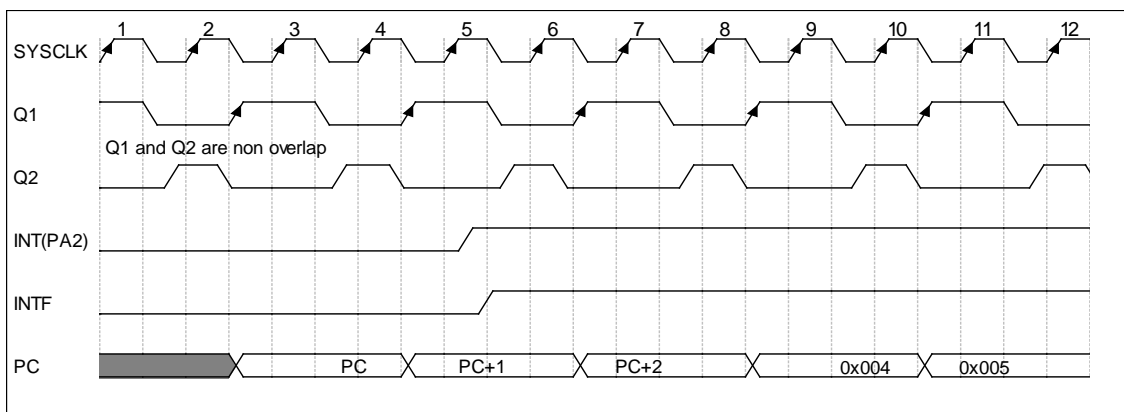 1 2 3 4 5 6 7 8 9 10 11 12
SYSCLK
Q1
Q1 and Q2 are non overlap
Q2
INT(PA2)
INTF
PC PC PC+1 PC+2 0x004 0x005